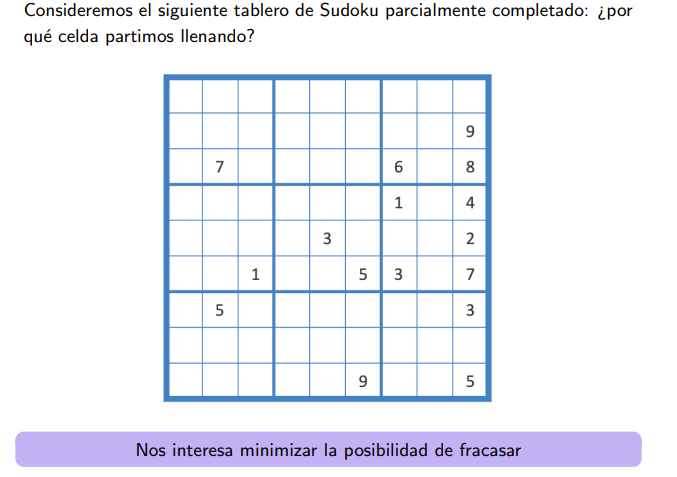 Consideremos el siguiente tablero de Sudoku parcialmente completado: ¿por
qué celda partimos llenando?
9
7 6 8
1 4
3 2
1 5 3 7
5 3
9 5
Nos interesa minimizar la posibilidad de fracasar